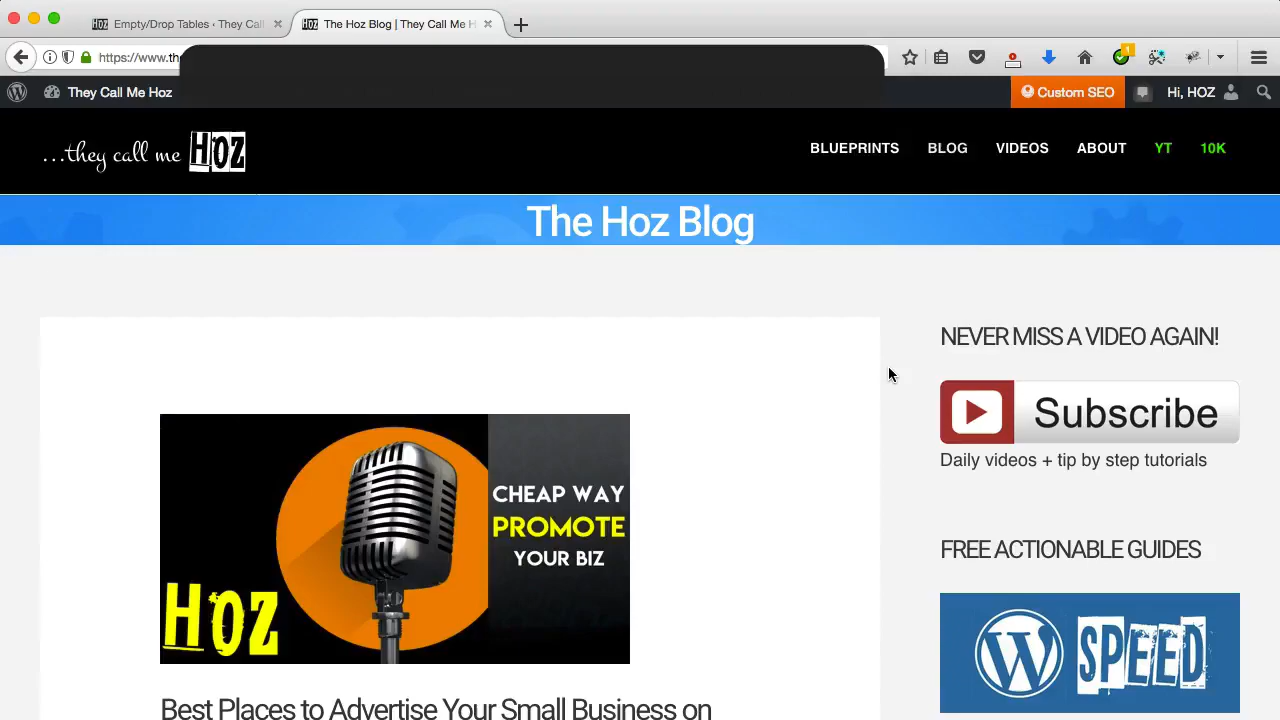 Empty/Drop Tables ‹ They Cal
The Hoz Blog | They Call Me H
https://www.th
1
They Call Me Hoz
Custom SEO
Hi, HOZ
...they call me HOZ
BLUEPRINTS
BLOG
VIDEOS
ABOUT
YT
10K
The Hoz Blog
NEVER MISS A VIDEO AGAIN!
Subscribe
Daily videos + tip by step tutorials
CHEAP WAY
PROMOTE
YOUR BIZ
HOZ
FREE ACTIONABLE GUIDES
SPEED
Best Places to Advertise Your Small Business on